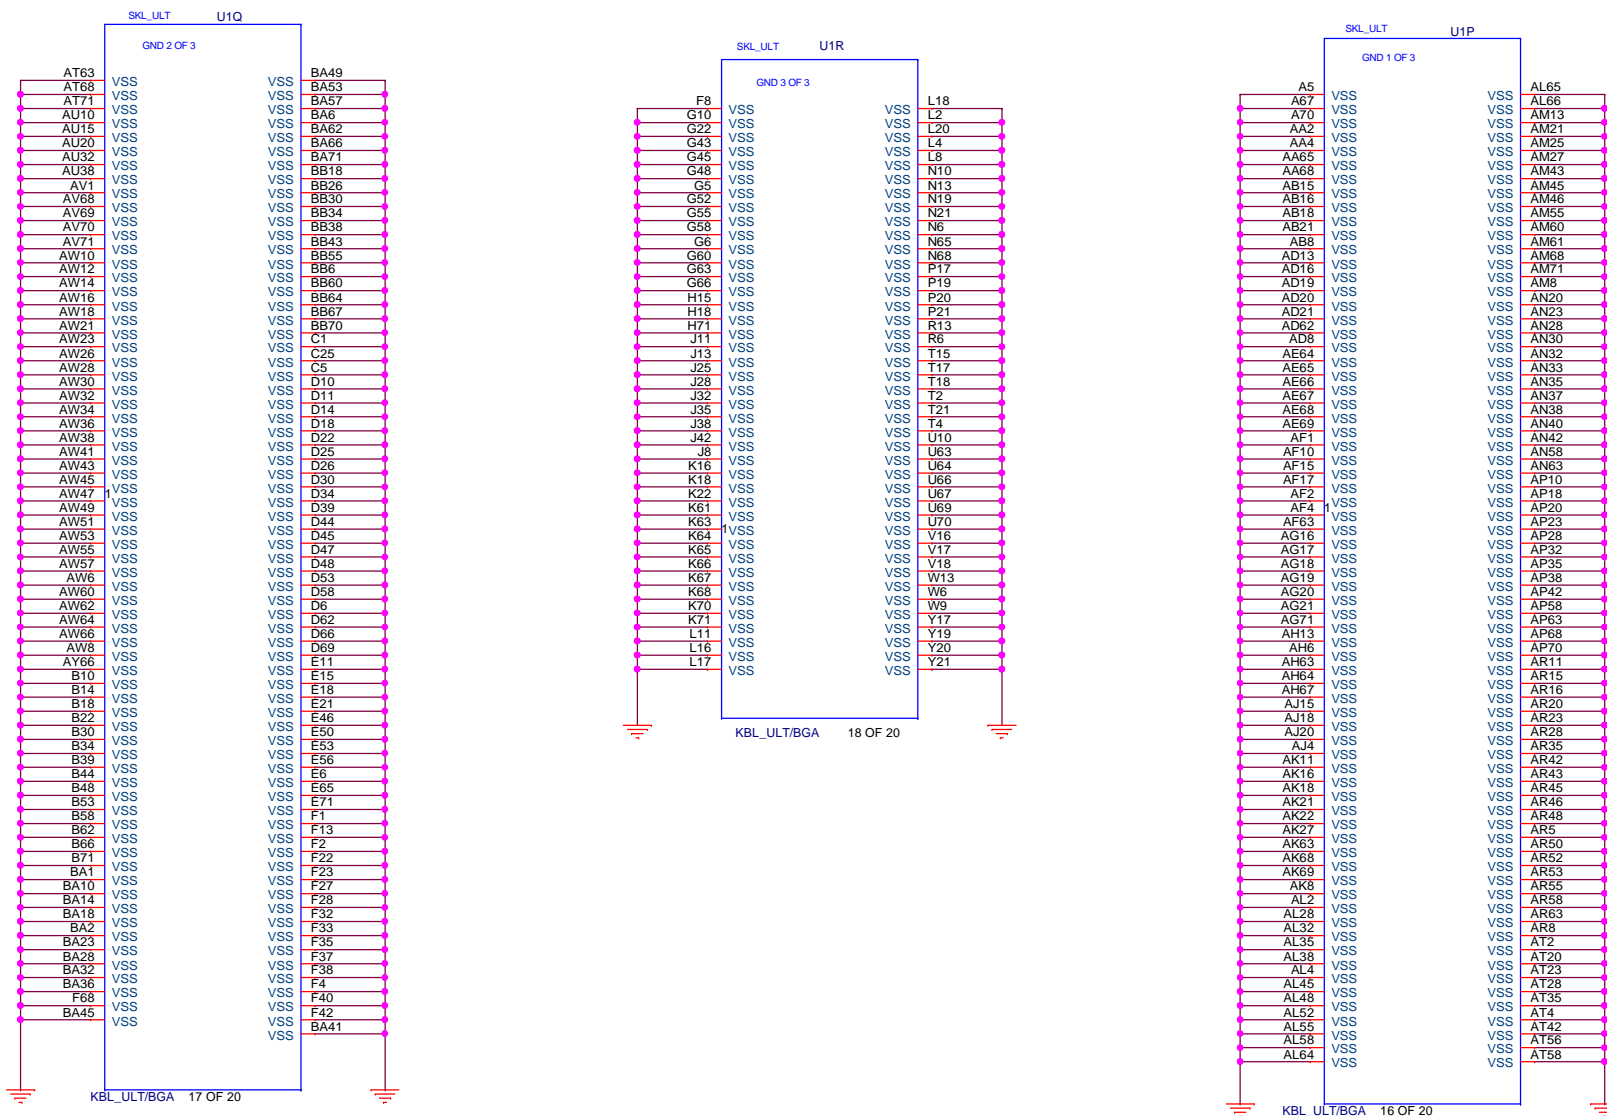 SKL_ULT U1Q
GND 2 OF 3
AT63 VSS VSS BA49
AT68 VSS VSS BA53
AT71 VSS VSS BA57
AU10 VSS VSS BA6
AU15 VSS VSS BA62
AU20 VSS VSS BA66
AU32 VSS VSS BA71
AU38 VSS VSS BB18
AV1 VSS VSS BB26
AV68 VSS VSS BB30
AV69 VSS VSS BB34
AV70 VSS VSS BB38
AV71 VSS VSS BB43
AW10 VSS VSS BB55
AW12 VSS VSS BB6
AW14 VSS VSS BB60
AW16 VSS VSS BB64
AW18 VSS VSS BB67
AW21 VSS VSS BB70
AW23 VSS VSS C1
AW26 VSS VSS C25
AW28 VSS VSS C5
AW30 VSS VSS D10
AW32 VSS VSS D11
AW34 VSS VSS D14
AW36 VSS VSS D18
AW38 VSS VSS D22
AW41 VSS VSS D25
AW43 VSS VSS D26
AW45 VSS VSS D30
AW47 1 VSS VSS D34
AW49 VSS VSS D39
AW51 VSS VSS D44
AW53 VSS VSS D45
AW55 VSS VSS D47
AW57 VSS VSS D48
AW6 VSS VSS D53
AW60 VSS VSS D58
AW62 VSS VSS D6
AW64 VSS VSS D62
AW66 VSS VSS D66
AW8 VSS VSS D69
AY66 VSS VSS E11
B10 VSS VSS E15
B14 VSS VSS E18
B18 VSS VSS E21
B22 VSS VSS E46
B30 VSS VSS E50
B34 VSS VSS E53
B39 VSS VSS E56
B44 VSS VSS E6
B48 VSS VSS E65
B53 VSS VSS E71
B58 VSS VSS F1
B62 VSS VSS F13
B66 VSS VSS F2
B71 VSS VSS F22
BA1 VSS VSS F23
BA10 VSS VSS F27
BA14 VSS VSS F28
BA18 VSS VSS F32
BA2 VSS VSS F33
BA23 VSS VSS F35
BA28 VSS VSS F37
BA32 VSS VSS F38
BA36 VSS VSS F4
F68 VSS VSS F40
BA45 VSS VSS F42
VSS BA41
KBL_ULT/BGA 17 OF 20
SKL_ULT U1R
GND 3 OF 3
F8 VSS VSS L18
G10 VSS VSS L2
G22 VSS VSS L20
G43 VSS VSS L4
G45 VSS VSS L8
G48 VSS VSS N10
G5 VSS VSS N13
G52 VSS VSS N19
G55 VSS VSS N21
G58 VSS VSS N6
G6 VSS VSS N65
G60 VSS VSS N68
G63 VSS VSS P17
G66 VSS VSS P19
H15 VSS VSS P20
H18 VSS VSS P21
H71 VSS VSS R13
J11 VSS VSS R6
J13 VSS VSS T15
J25 VSS VSS T17
J28 VSS VSS T18
J32 VSS VSS T2
J35 VSS VSS T21
J38 VSS VSS T4
J42 VSS VSS U10
J8 VSS VSS U63
K16 VSS VSS U64
K18 VSS VSS U66
K22 VSS VSS U67
K61 VSS VSS U69
K63 1 VSS VSS U70
K64 VSS VSS V16
K65 VSS VSS V17
K66 VSS VSS V18
K67 VSS VSS W13
K68 VSS VSS W6
K70 VSS VSS W9
K71 VSS VSS Y17
L11 VSS VSS Y19
L16 VSS VSS Y20
L17 VSS VSS Y21
KBL_ULT/BGA 18 OF 20
SKL_ULT U1P
GND 1 OF 3
A5 VSS VSS AL65
A67 VSS VSS AL66
A70 VSS VSS AM13
AA2 VSS VSS AM21
AA4 VSS VSS AM25
AA65 VSS VSS AM27
AA68 VSS VSS AM43
AB15 VSS VSS AM45
AB16 VSS VSS AM46
AB18 VSS VSS AM55
AB21 VSS VSS AM60
AB8 VSS VSS AM61
AD13 VSS VSS AM68
AD16 VSS VSS AM71
AD19 VSS VSS AM8
AD20 VSS VSS AN20
AD21 VSS VSS AN23
AD62 VSS VSS AN28
AD8 VSS VSS AN30
AE64 VSS VSS AN32
AE65 VSS VSS AN33
AE66 VSS VSS AN35
AE67 VSS VSS AN37
AE68 VSS VSS AN38
AE69 VSS VSS AN40
AF1 VSS VSS AN42
AF10 VSS VSS AN58
AF15 VSS VSS AN63
AF17 VSS VSS AP10
AF2 VSS VSS AP18
AF4 1 VSS VSS AP20
AF63 VSS VSS AP23
AG16 VSS VSS AP28
AG17 VSS VSS AP32
AG18 VSS VSS AP35
AG19 VSS VSS AP38
AG20 VSS VSS AP42
AG21 VSS VSS AP58
AG71 VSS VSS AP63
AH13 VSS VSS AP68
AH6 VSS VSS AP70
AH63 VSS VSS AR11
AH64 VSS VSS AR15
AH67 VSS VSS AR16
AJ15 VSS VSS AR20
AJ18 VSS VSS AR23
AJ20 VSS VSS AR28
AJ4 VSS VSS AR35
AK11 VSS VSS AR42
AK16 VSS VSS AR43
AK18 VSS VSS AR45
AK21 VSS VSS AR46
AK22 VSS VSS AR48
AK27 VSS VSS AR5
AK63 VSS VSS AR50
AK68 VSS VSS AR52
AK69 VSS VSS AR53
AK8 VSS VSS AR55
AL2 VSS VSS AR58
AL28 VSS VSS AR63
AL32 VSS VSS AR8
AL35 VSS VSS AT2
AL38 VSS VSS AT20
AL4 VSS VSS AT23
AL45 VSS VSS AT28
AL48 VSS VSS AT35
AL52 VSS VSS AT4
AL55 VSS VSS AT42
AL58 VSS VSS AT56
AL64 VSS VSS AT58
KBL_ULT/BGA 16 OF 20